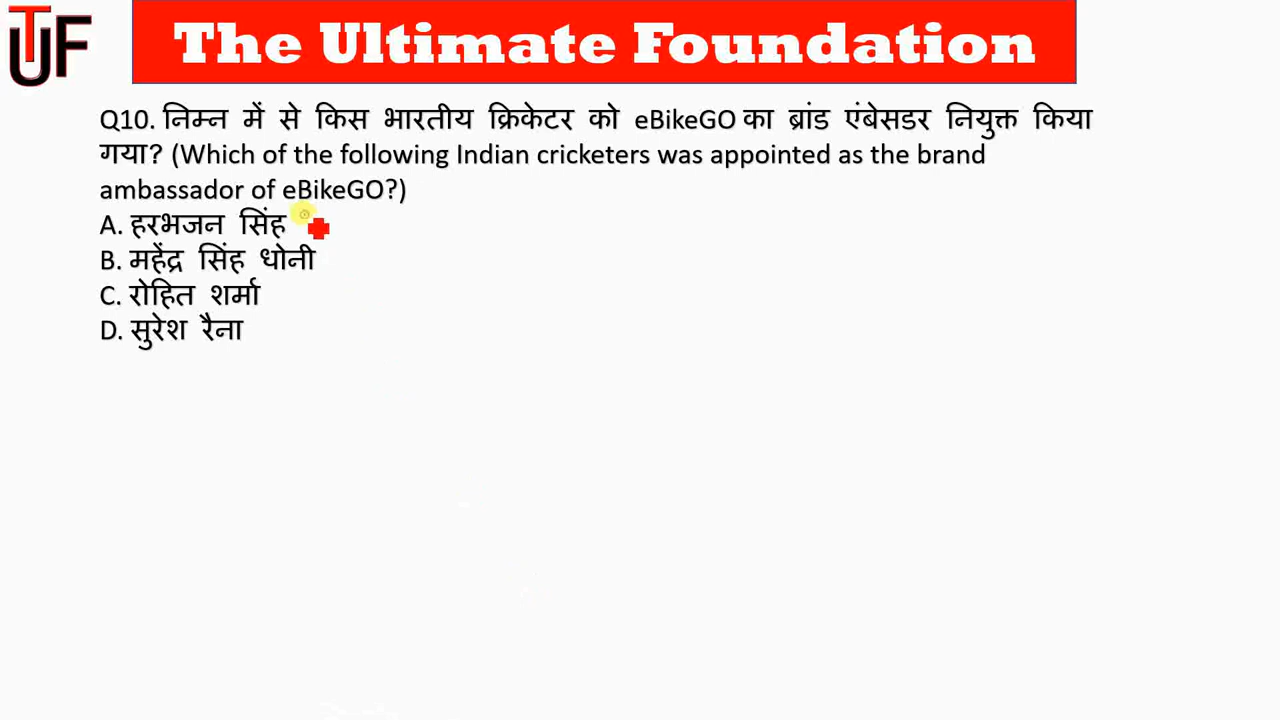 TUF
The Ultimate Foundation
Q10. निम्न में से किस भारतीय क्रिकेटर को eBikeGO का ब्रांड एंबेसडर नियुक्त किया
गया? (Which of the following Indian cricketers was appointed as the brand
ambassador of eBikeGO?)
A. हरभजन सिंह
B. महेंद्र सिंह धोनी
C. रोहित शर्मा
D. सुरेश रैना